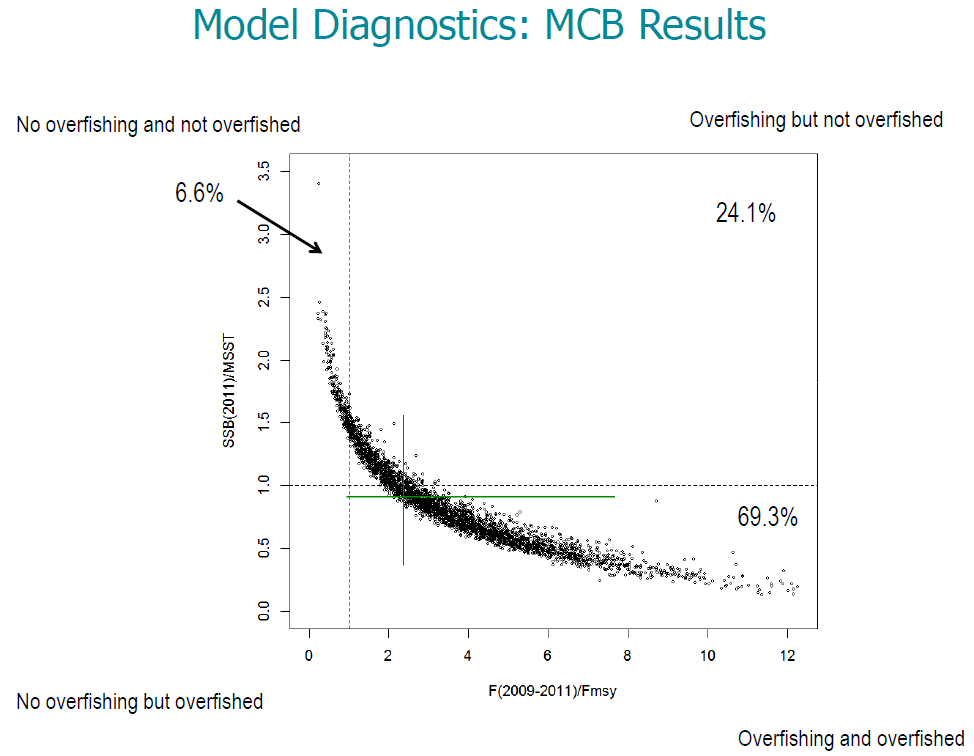 Model Diagnostics: MCB Results
No overfishing and not overfished
Overfishing but not overfished
6.6%
24.1%
69.3%
SSB(2011)/MSST
3.5
3.0
2.5
2.0
1.5
1.0
0.5
0.0
0 2 4 6 8 10 12
F(2009-2011)/Fmsy
No overfishing but overfished
Overfishing and overfished